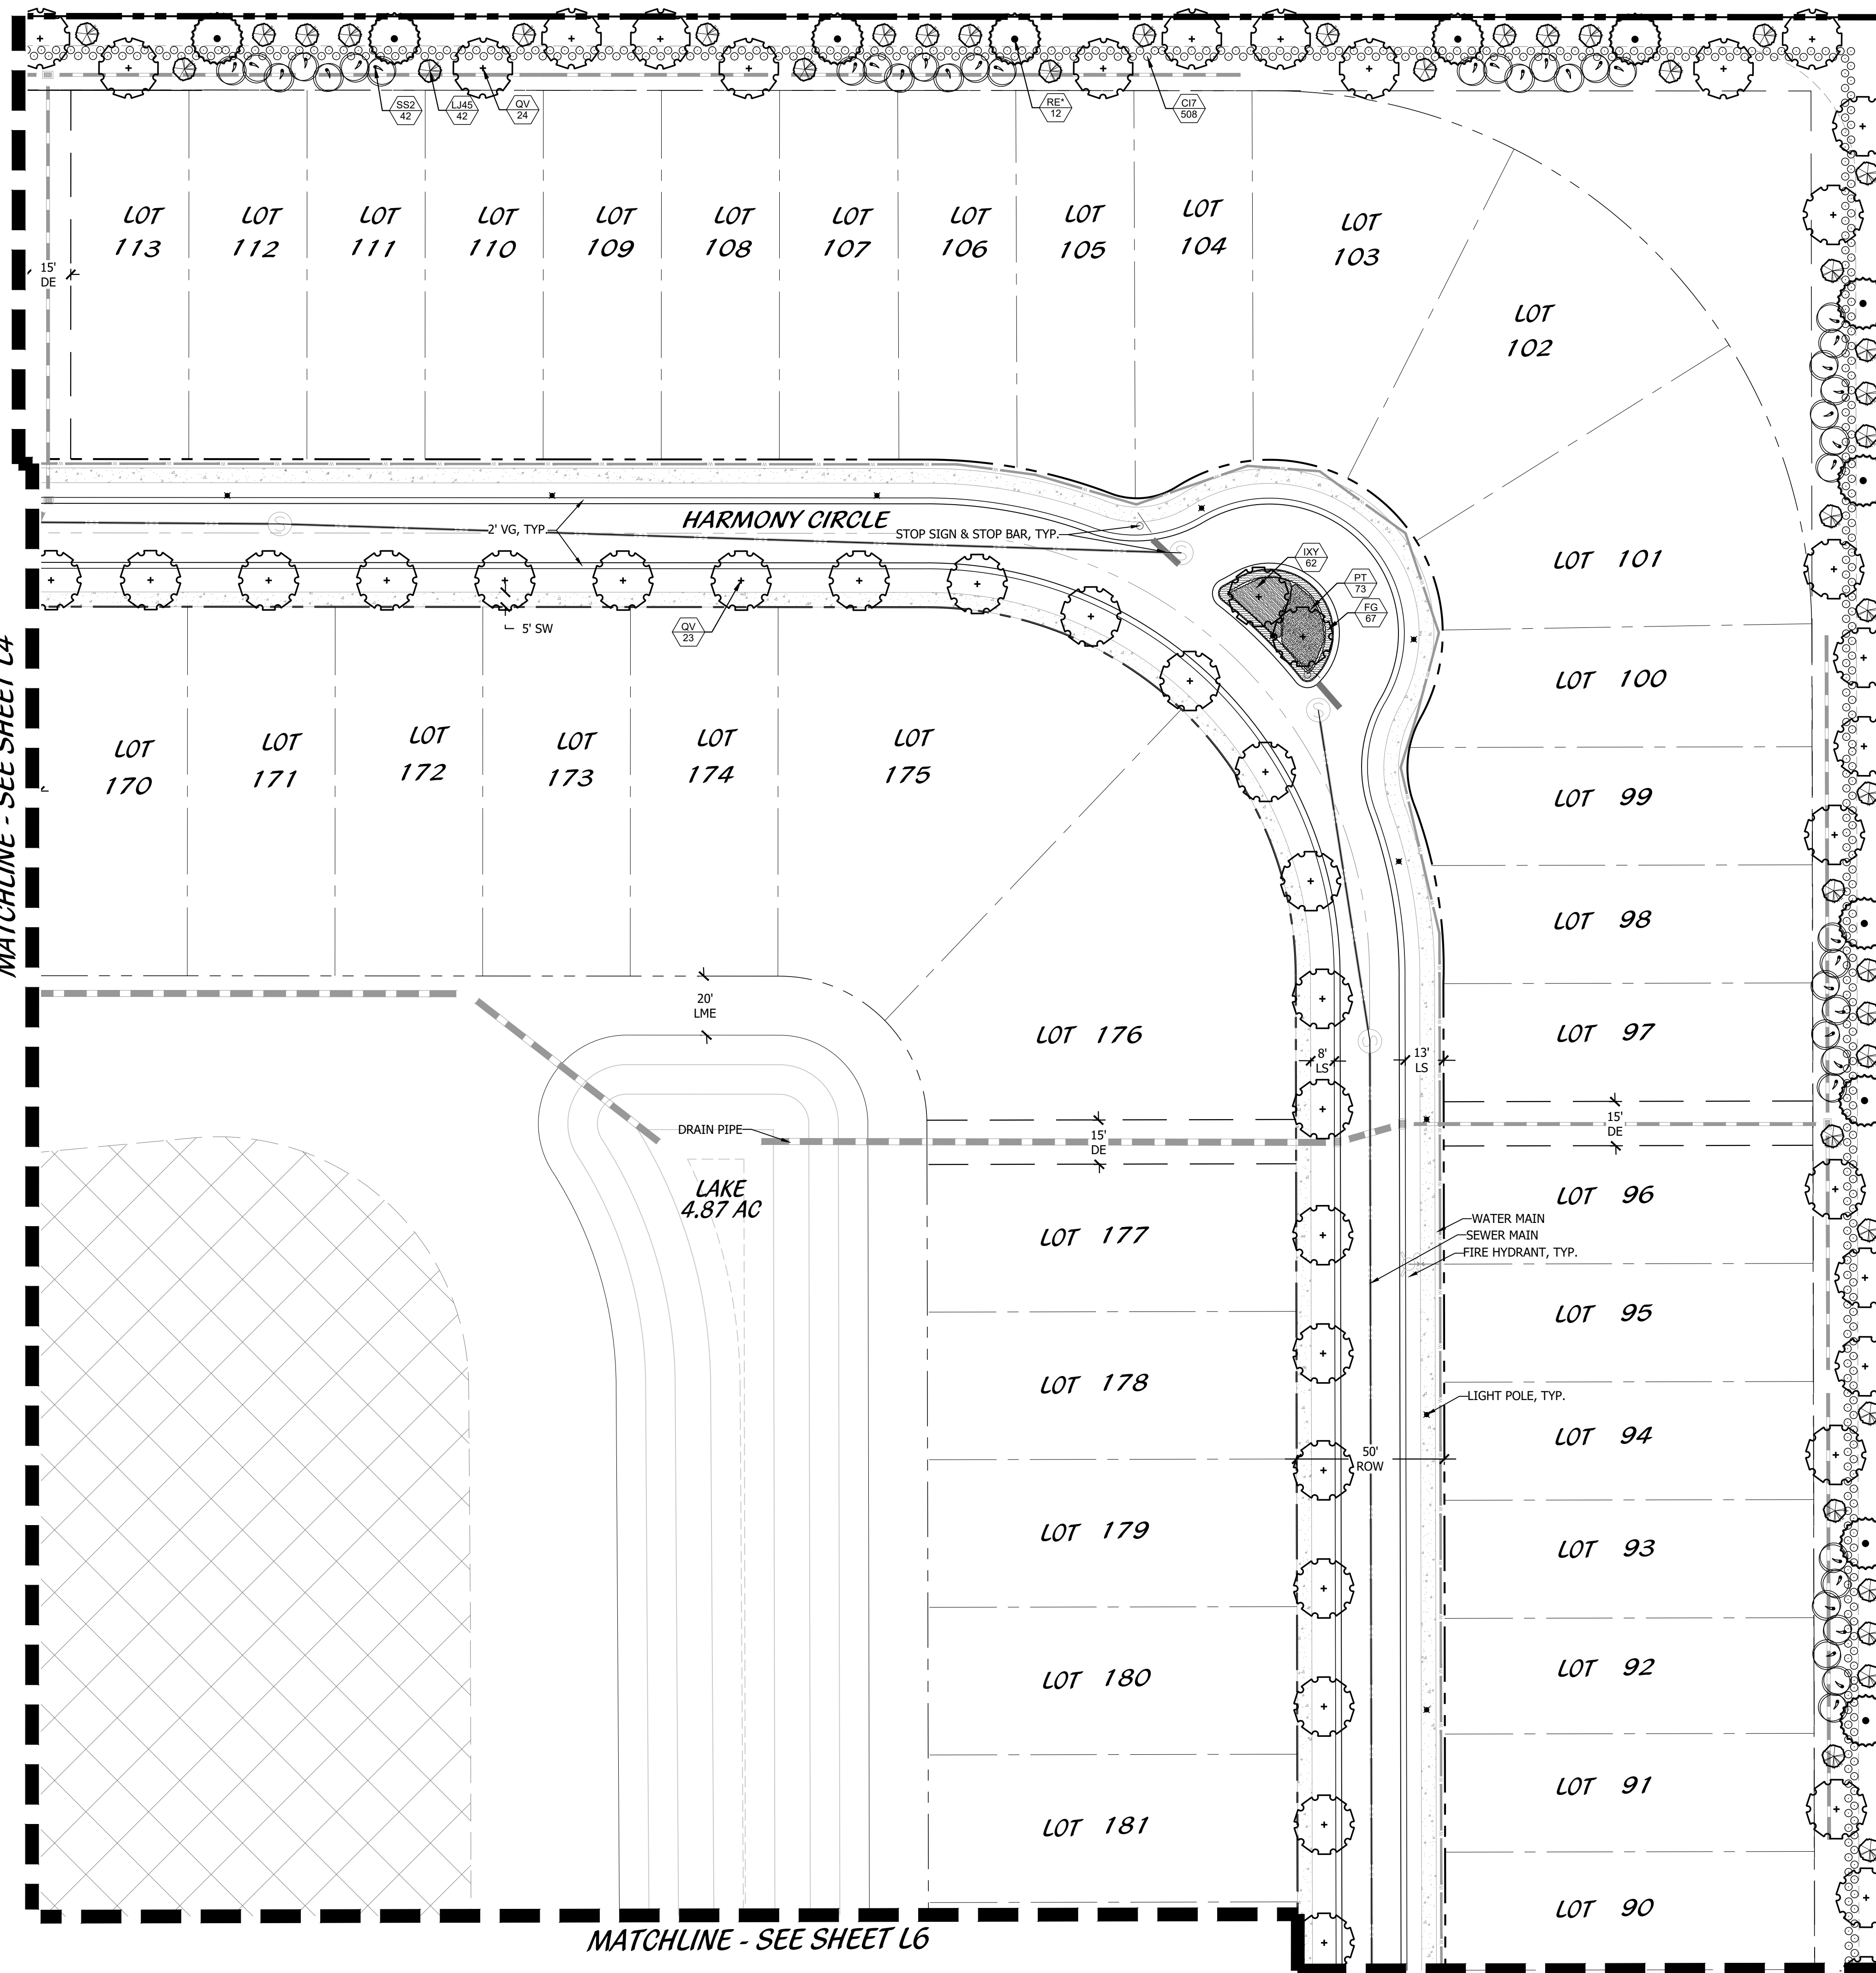 SS2
42
LJ45
42
QV
24
RE*
12
CI7
508
LOT
113
LOT
112
LOT
111
LOT
110
LOT
109
LOT
108
LOT
107
LOT
106
LOT
105
LOT
104
LOT
103
LOT
102
15'
DE
2' VG, TYP.
HARMONY CIRCLE
STOP SIGN & STOP BAR, TYP.
IXY
62
PT
73
FG
67
5' SW
QV
23
LOT 101
LOT 100
LOT 99
LOT 98
LOT 97
MATCHLINE - SEE SHEET L4
LOT
170
LOT
171
LOT
172
LOT
173
LOT
174
LOT
175
20'
LME
LOT 176
8'
LS
13'
LS
DRAIN PIPE
15'
DE
15'
DE
LAKE
4.87 AC
LOT 96
WATER MAIN
SEWER MAIN
FIRE HYDRANT, TYP.
LOT 177
LOT 95
LOT 178
LIGHT POLE, TYP.
LOT 94
50'
ROW
LOT 179
LOT 93
LOT 180
LOT 92
LOT 181
LOT 91
LOT 90
MATCHLINE - SEE SHEET L6